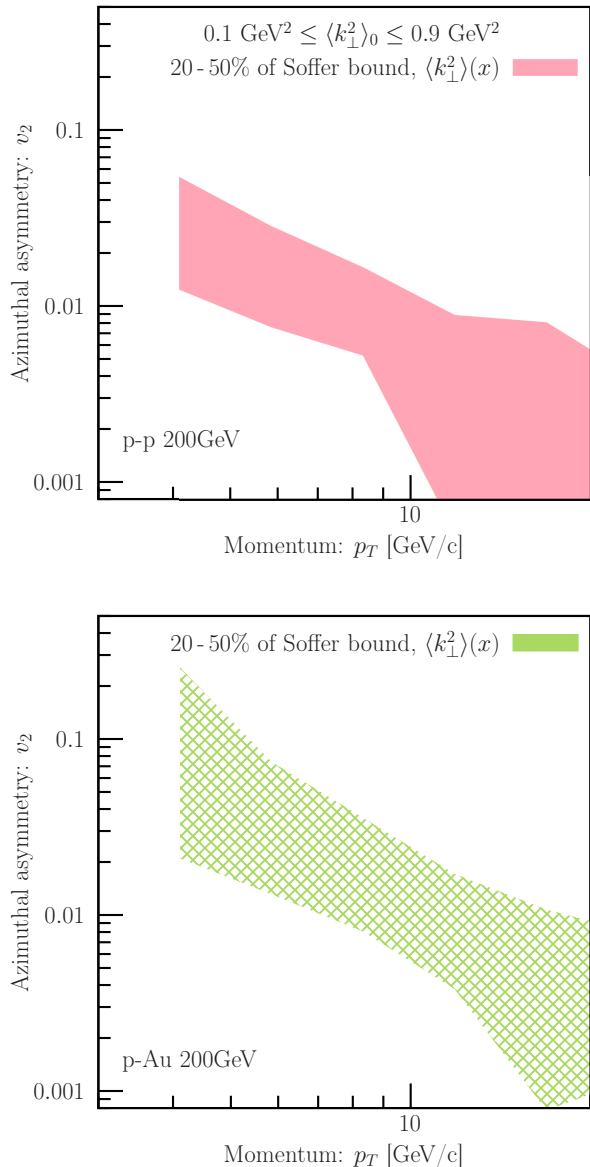 0.1 GeV² ≤ ⟨k²⊥⟩₀ ≤ 0.9 GeV²
20 - 50% of Soffer bound, ⟨k²⊥⟩(x)
0.1
Azimuthal asymmetry: v₂
0.01
p-p 200GeV
0.001
10
Momentum: p_T [GeV/c]
20 - 50% of Soffer bound, ⟨k²⊥⟩(x)
0.1
Azimuthal asymmetry: v₂
0.01
p-Au 200GeV
0.001
10
Momentum: p_T [GeV/c]